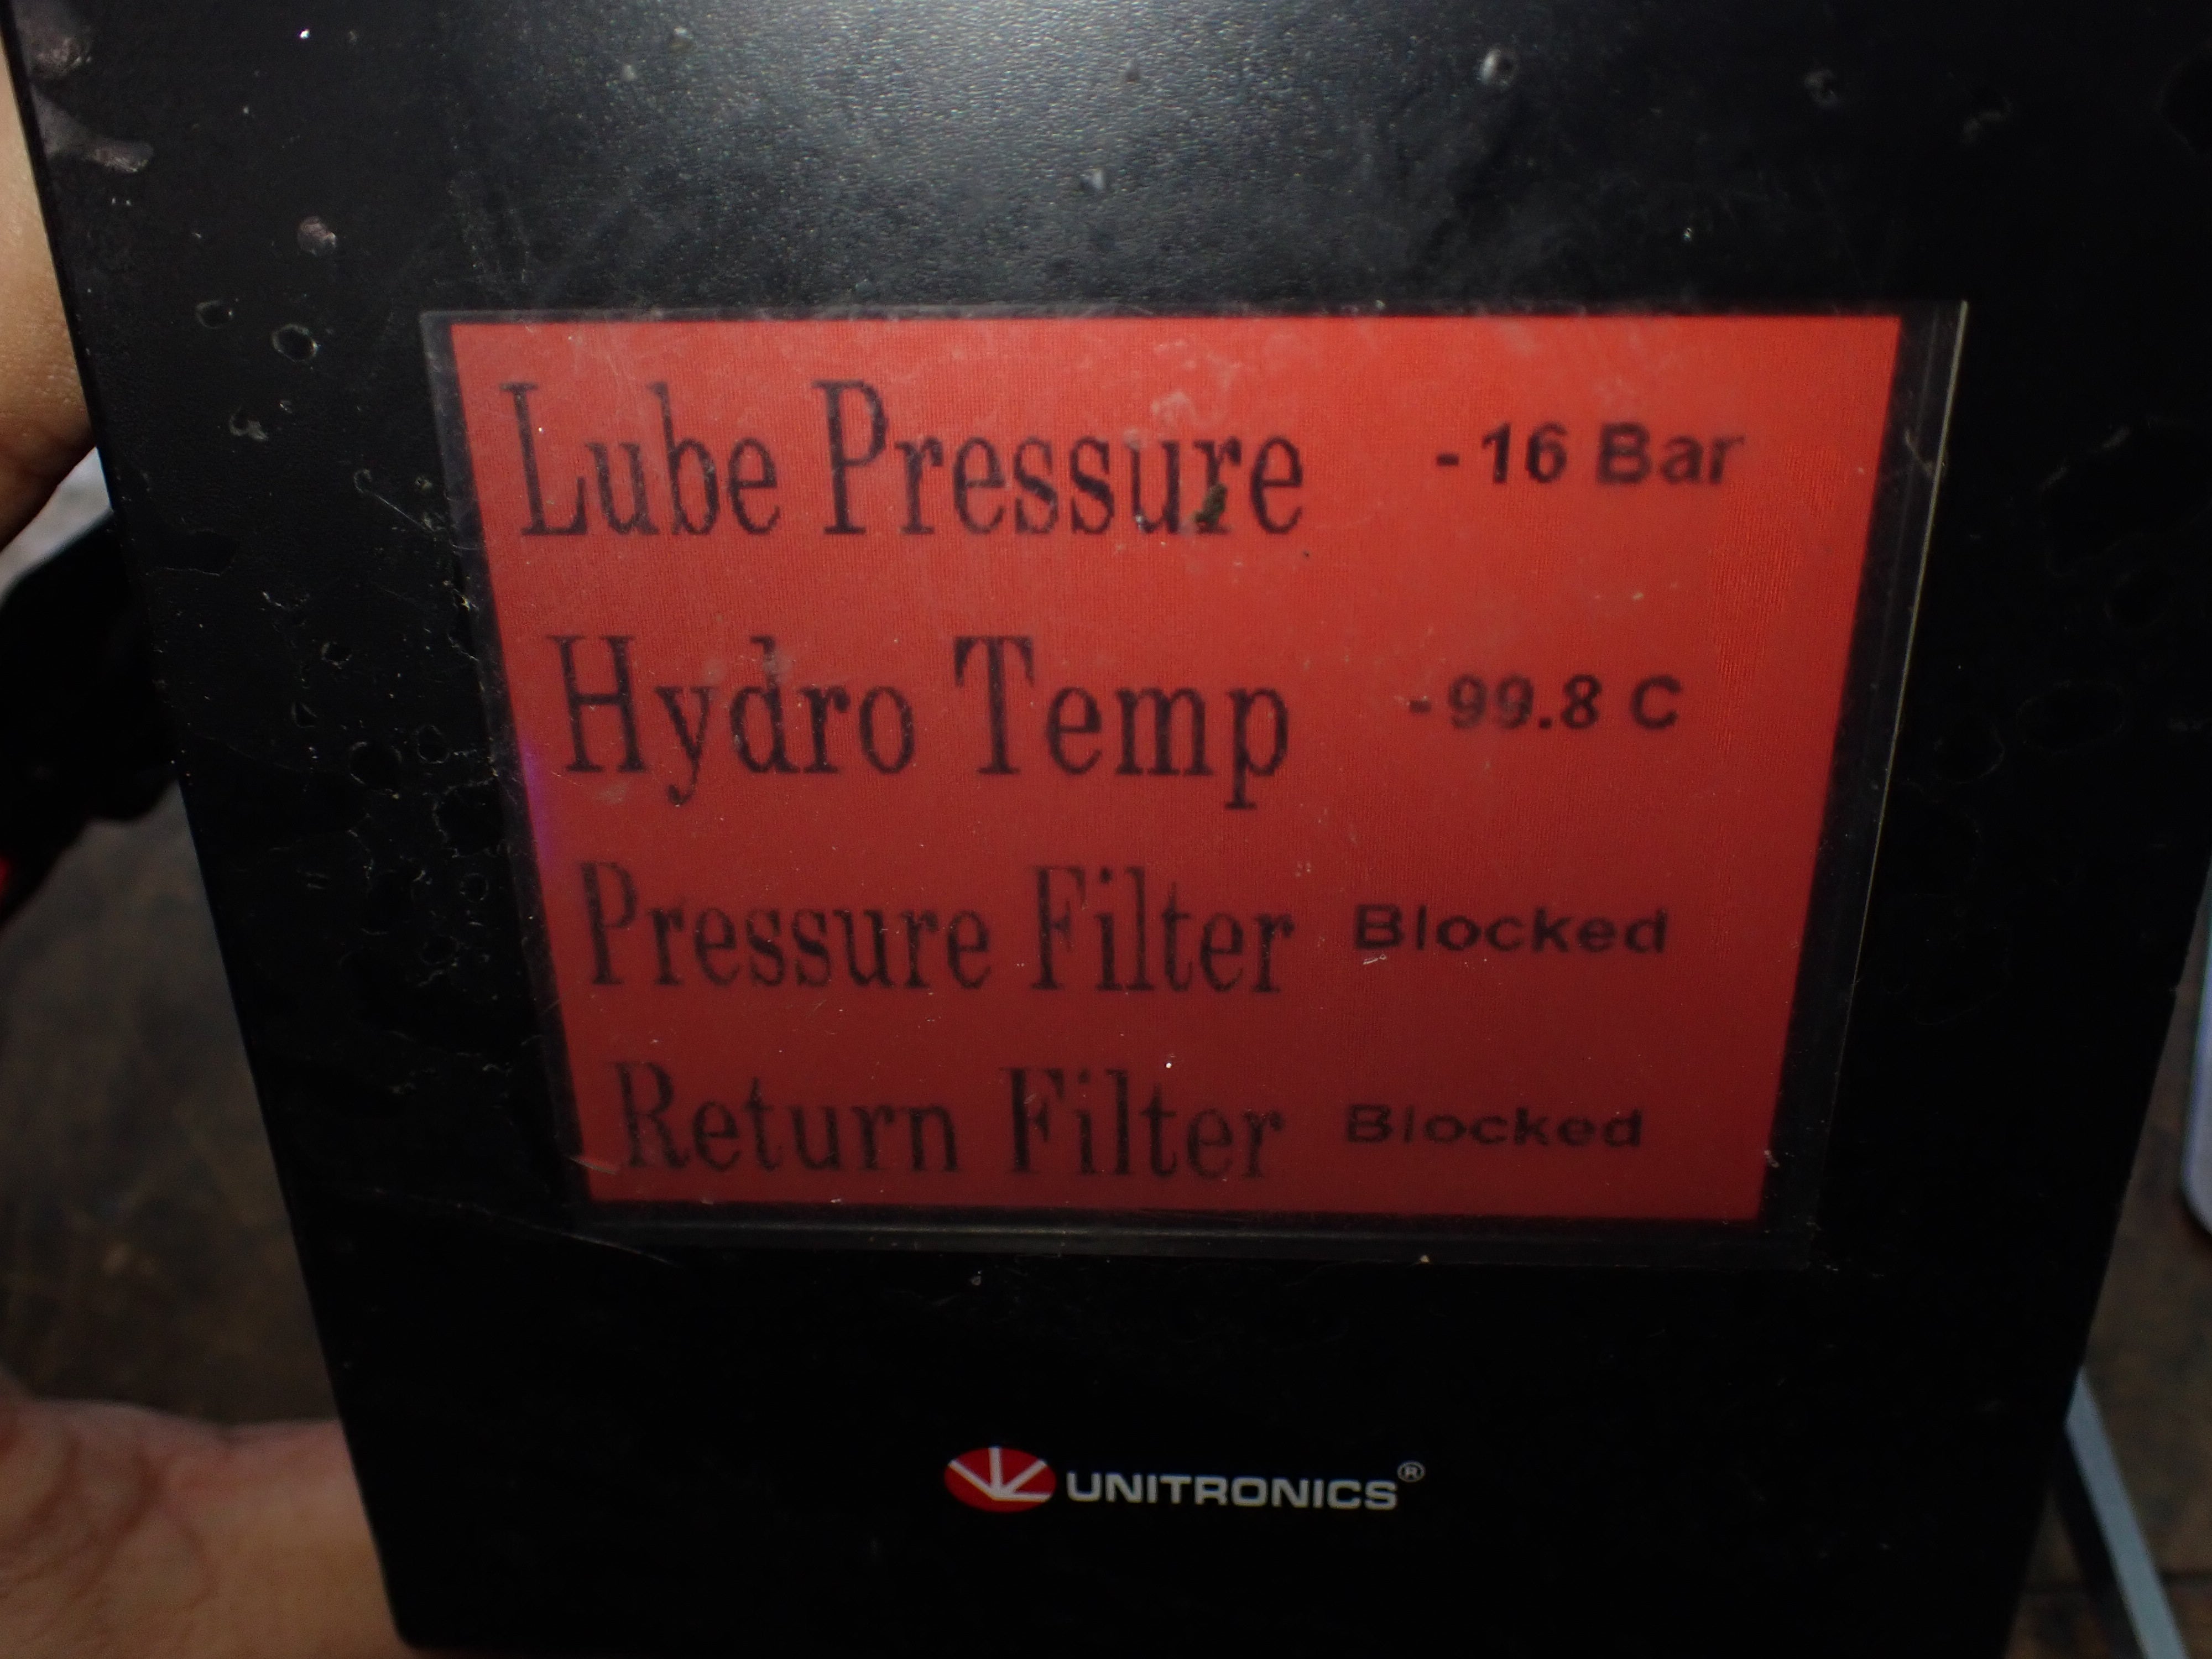 Lube Pressure -16 Bar
Hydro Temp -99.8 C
Pressure Filter Blocked
Return Filter Blocked
UNITRONICS®